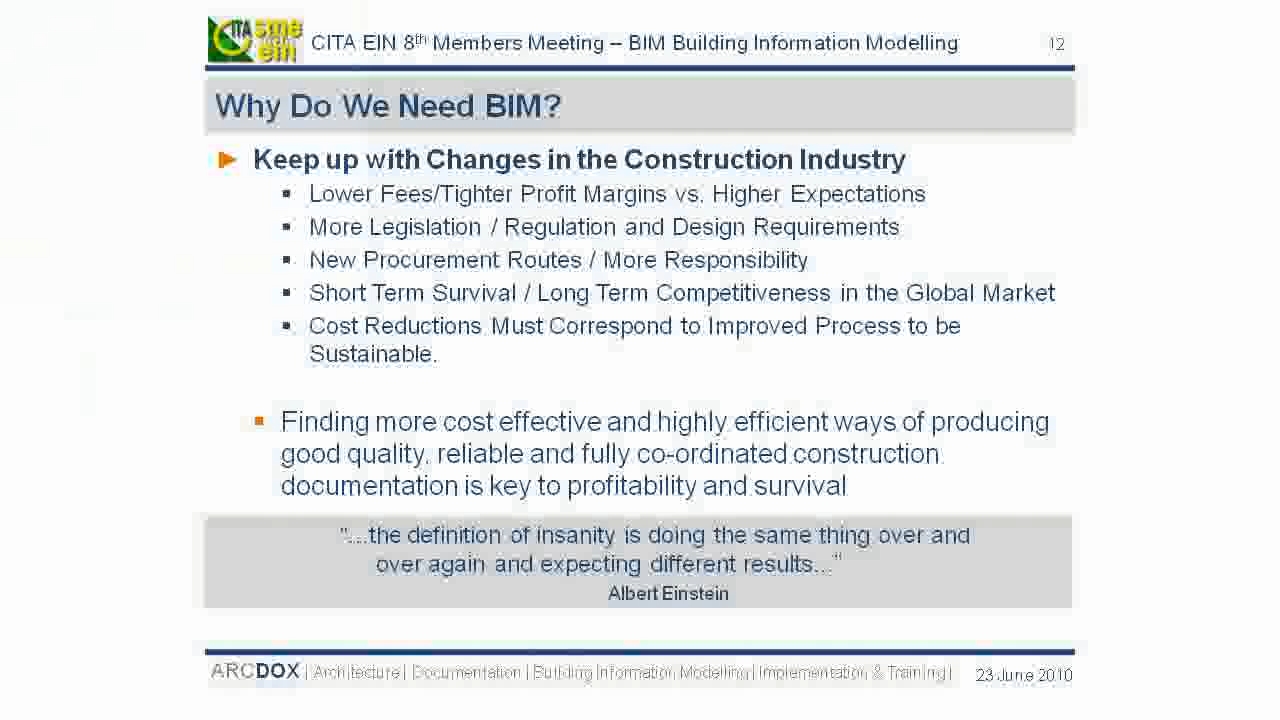 CITA sme
ein
CITA EIN 8th Members Meeting – BIM Building Information Modelling 12
Why Do We Need BIM?
► Keep up with Changes in the Construction Industry
▪ Lower Fees/Tighter Profit Margins vs. Higher Expectations
▪ More Legislation / Regulation and Design Requirements
▪ New Procurement Routes / More Responsibility
▪ Short Term Survival / Long Term Competitiveness in the Global Market
▪ Cost Reductions Must Correspond to Improved Process to be
Sustainable.
▪ Finding more cost effective and highly efficient ways of producing
good quality, reliable and fully co-ordinated construction
documentation is key to profitability and survival
“....the definition of insanity is doing the same thing over and
over again and expecting different results...”
Albert Einstein
ARCDOX | Architecture | Documentation | Building Information Modelling | Implementation & Training | 23 June 2010